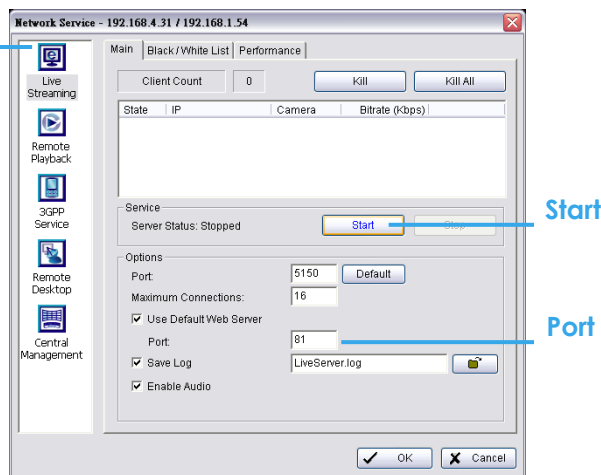 Network Service - 192.168.4.31 / 192.168.1.54
Live Streaming
Remote Playback
3GPP Service
Remote Desktop
Central Management
Main Black/White List Performance
Client Count 0 Kill Kill All
State IP Camera Bitrate (Kbps)
Service
Server Status: Stopped Start Stop
Start
Options
Port: 5150 Default
Maximum Connections: 16
Use Default Web Server
Port: 81
Port
Save Log LiveServer.log
Enable Audio
OK Cancel